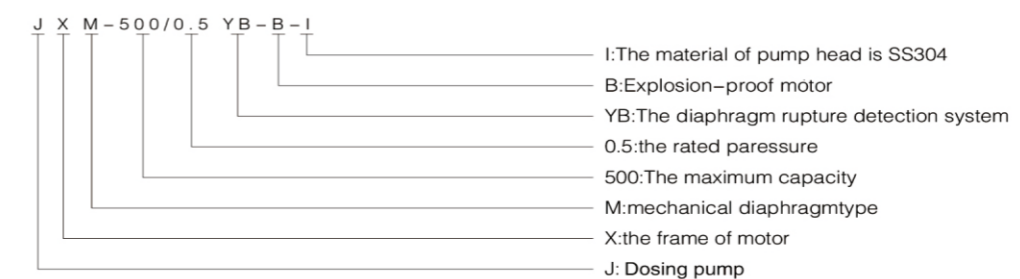 J X M-500/0.5 YB-B-I
I:The material of pump head is SS304
B:Explosion-proof motor
YB:The diaphragm rupture detection system
0.5:the rated paressure
500:The maximum capacity
M:mechanical diaphragmtype
X:the frame of motor
J: Dosing pump